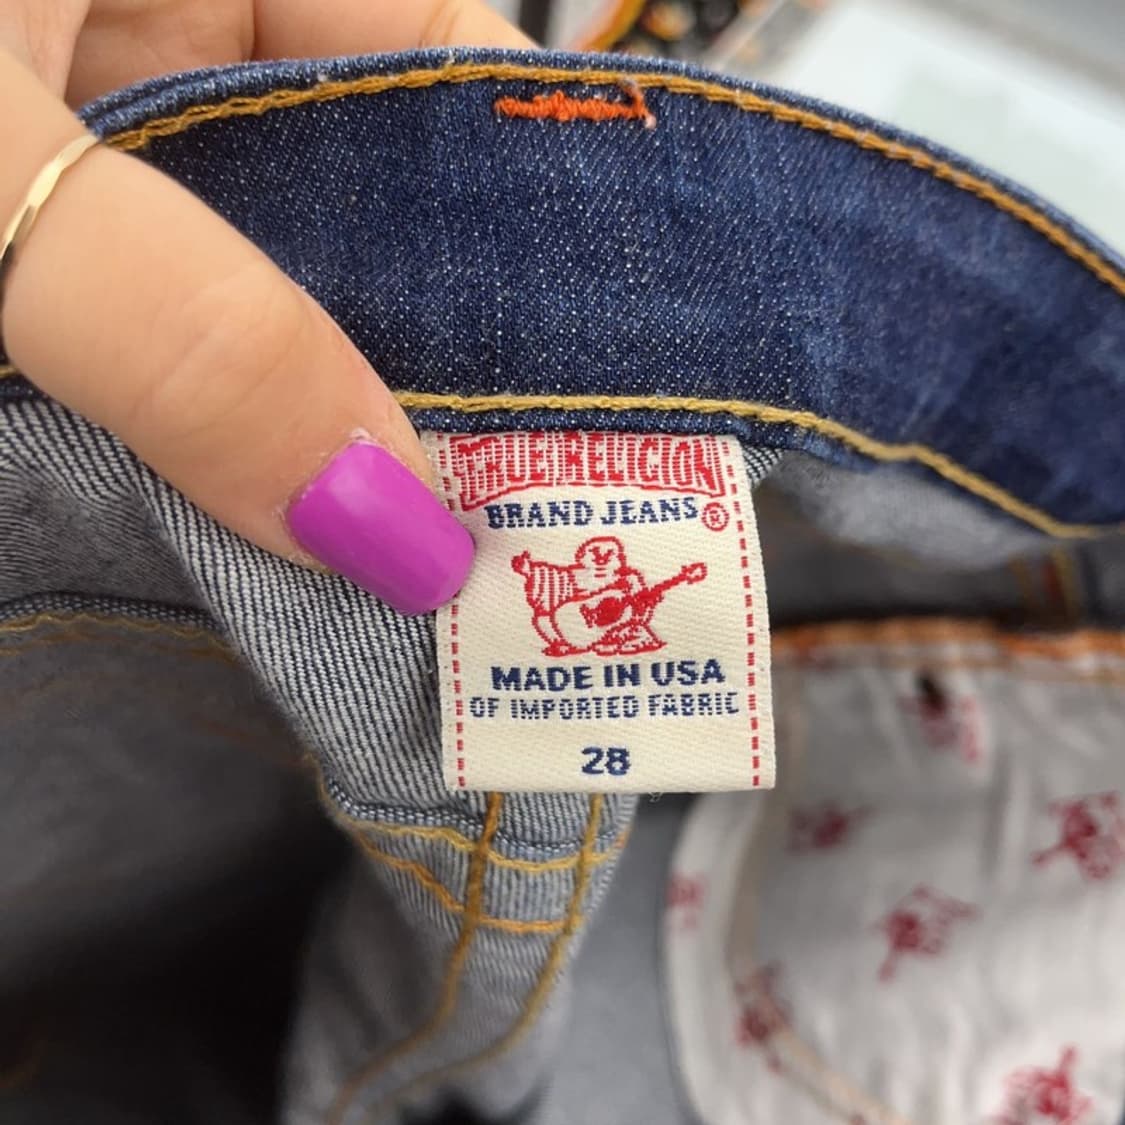 TRUE RELIGION
BRAND JEANS®
MADE IN USA
OF IMPORTED FABRIC
28